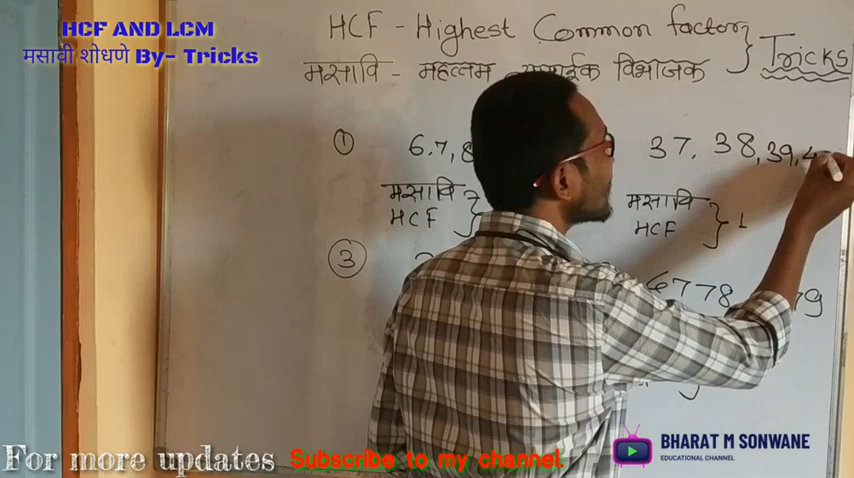 HCF AND LCM
मसावी शोधणे By- Tricks
HCF - Highest Common factor } Tricks
मसावि - महत्तम विभाजक
① 6,7,8
37, 38, 39, 4
मसावि
HCF }
मसावि
HCF } 1
③
6778
79
For more updates Subscribe to my channel.
BHARAT M SONWANE
EDUCATIONAL CHANNEL